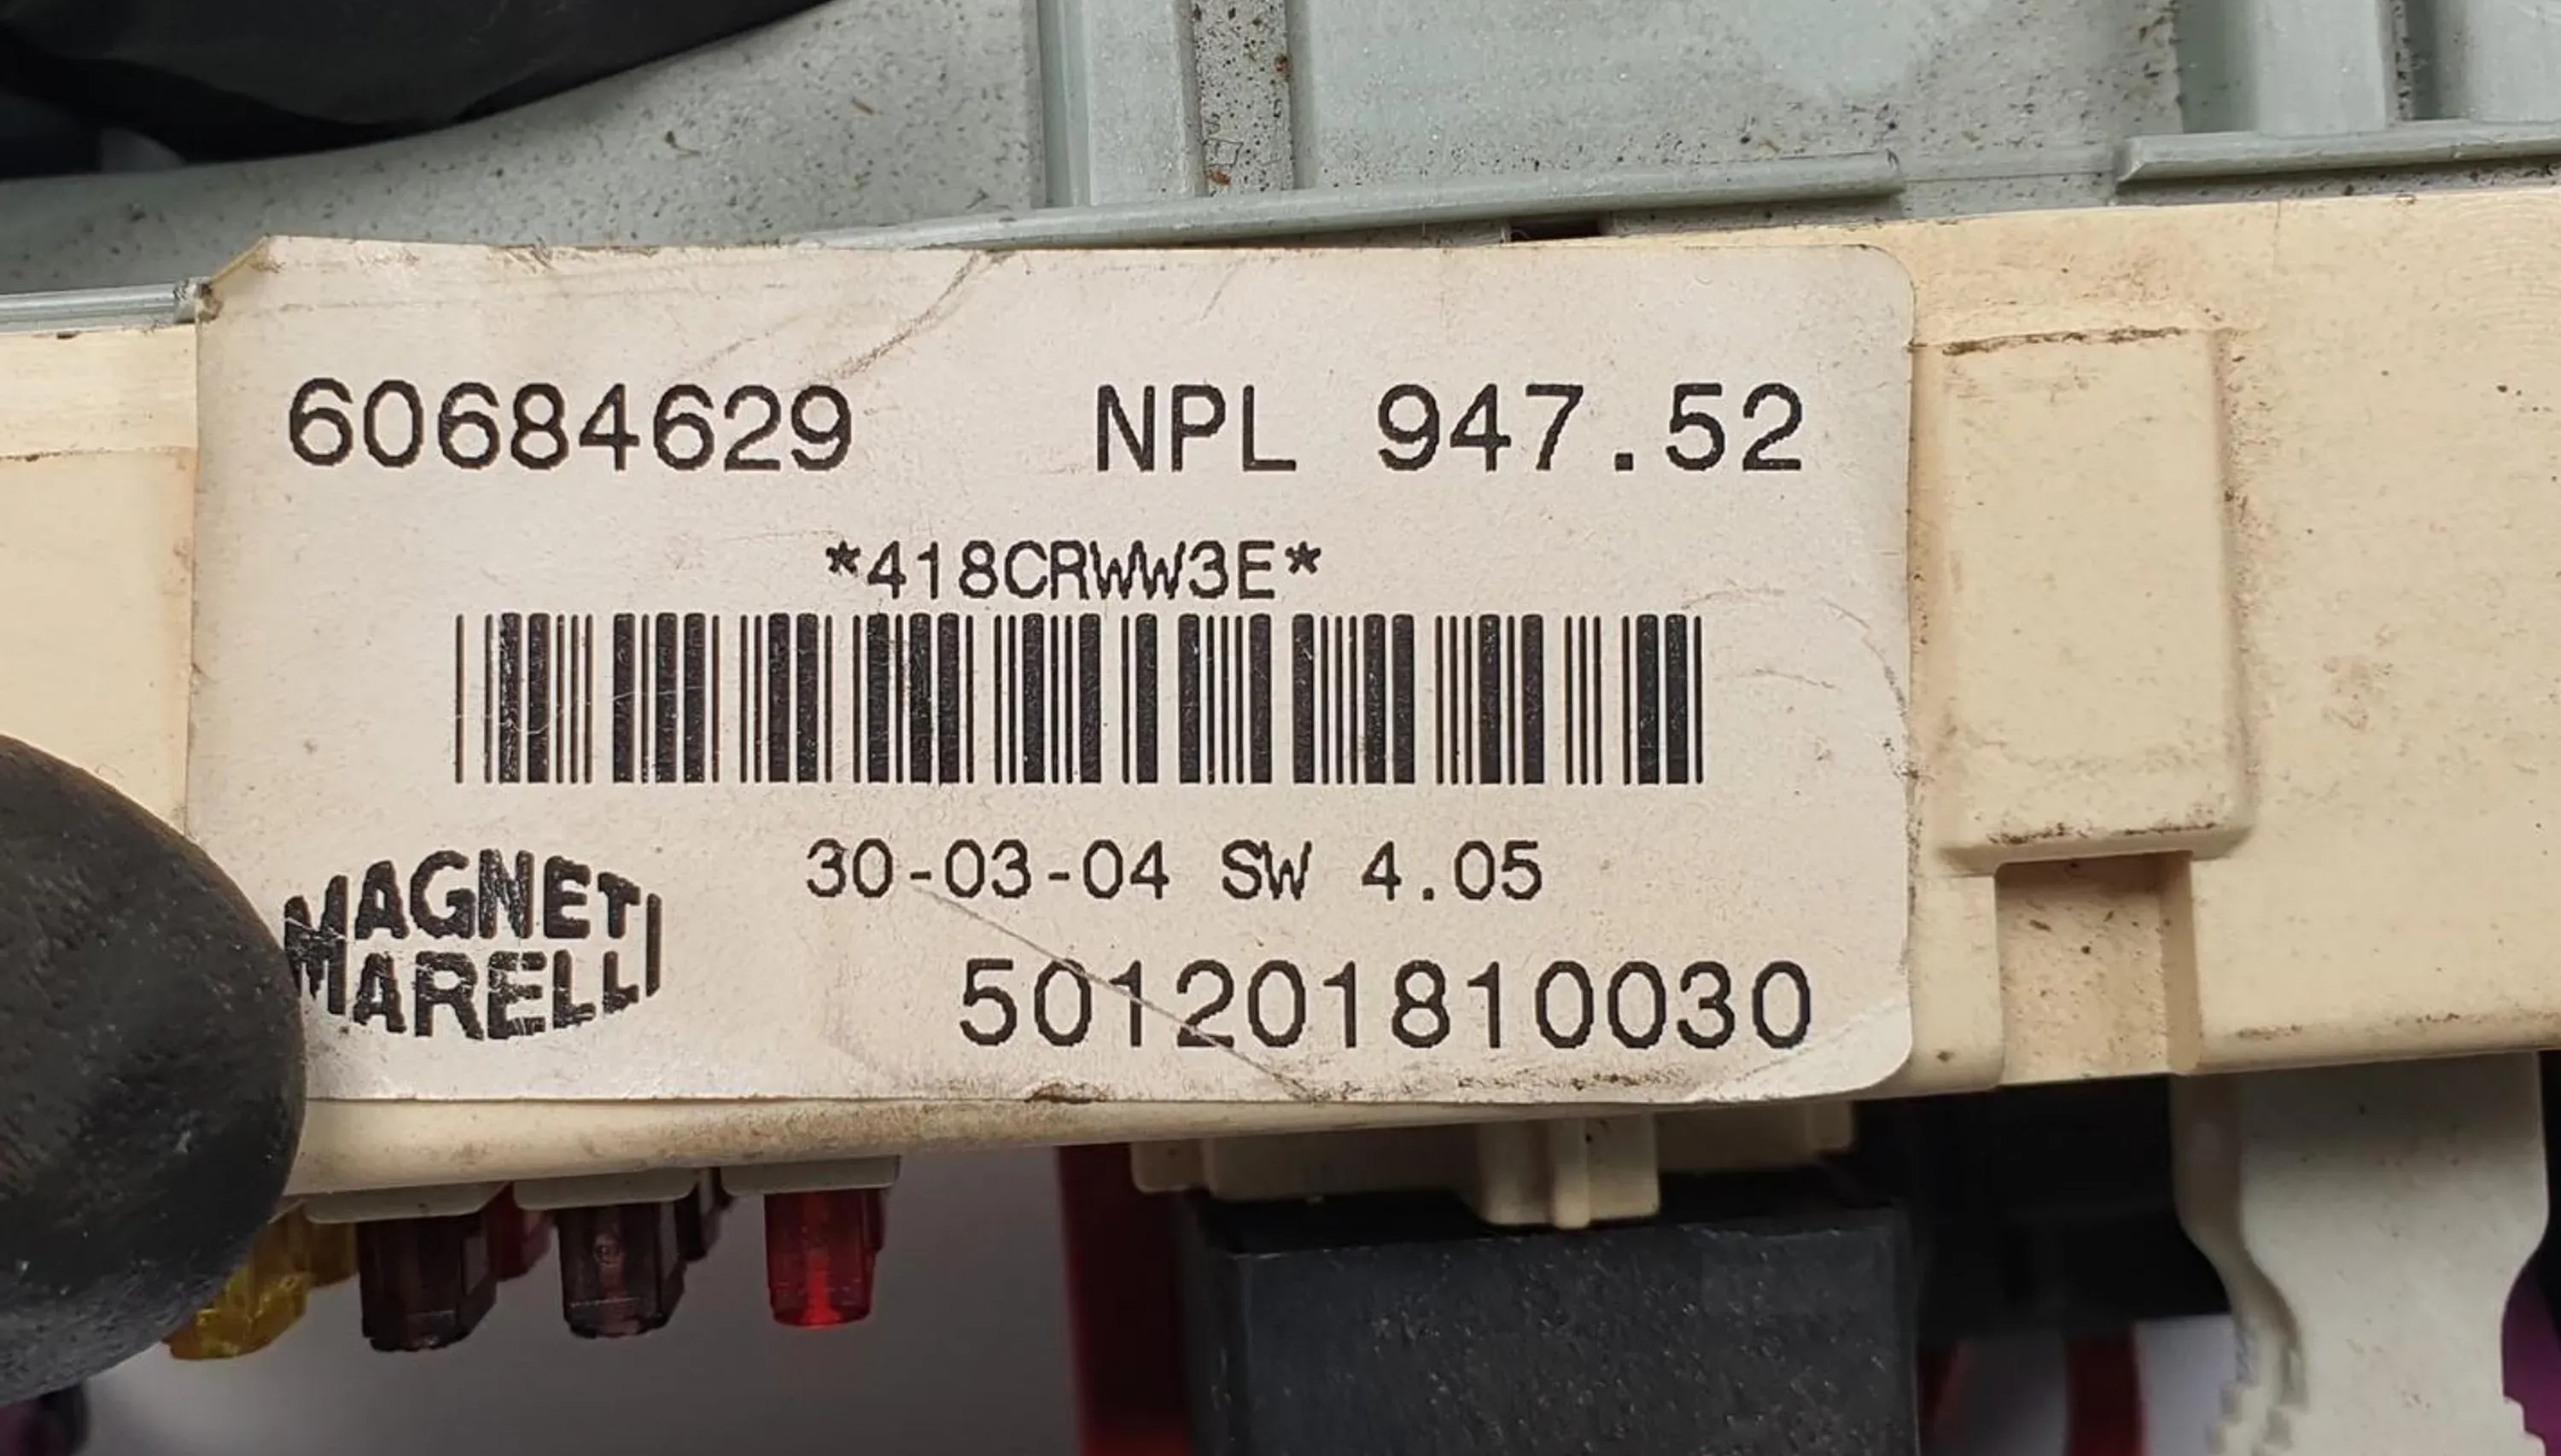 60684629 NPL 947.52
*418CRWW3E*
30-03-04 SW 4.05
MAGNETI
MARELLI
501201810030